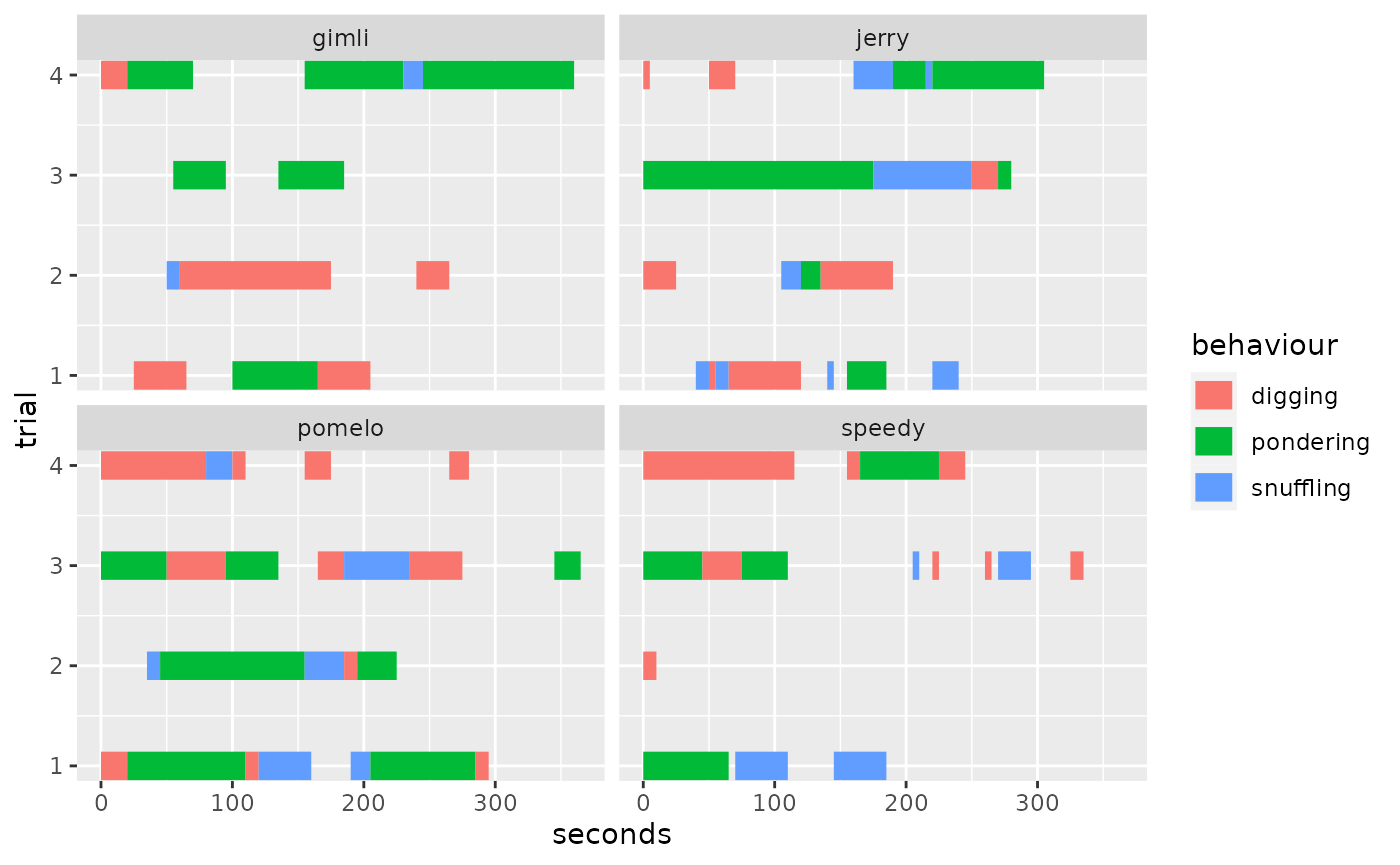 gimli
jerry
4
3
2
1
pomelo
speedy
4
3
2
1
0 100 200 300
0 100 200 300
seconds
trial
behaviour
digging
pondering
snuffling